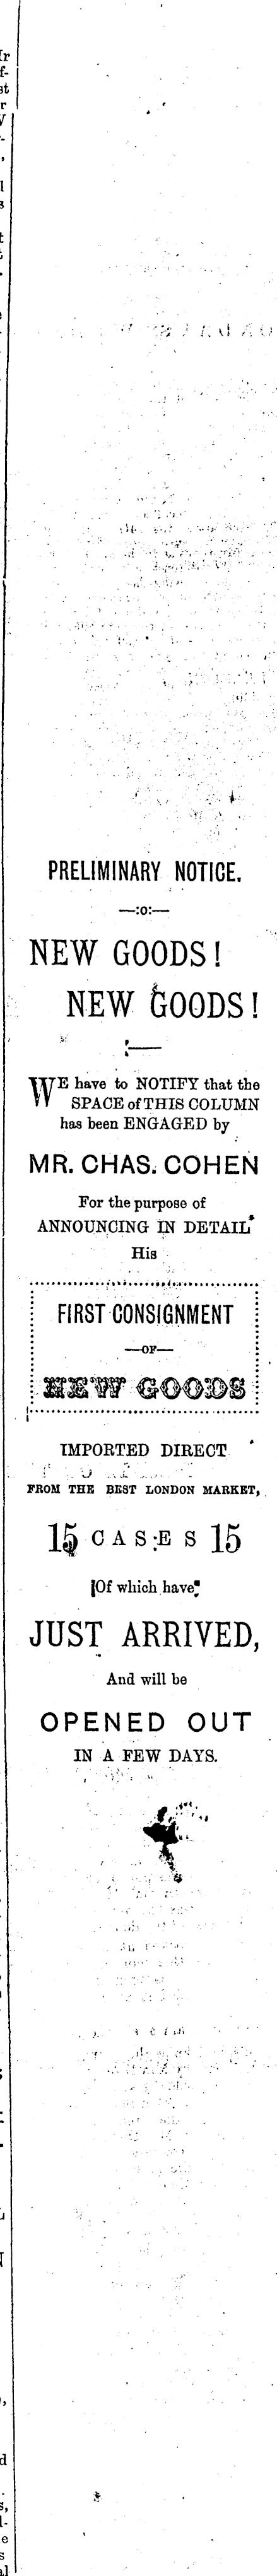 PRELIMINARY NOTICE.
—:o:—
NEW GOODS!
NEW GOODS!
WE have to NOTIFY that the
SPACE of THIS COLUMN
has been ENGAGED by
MR. CHAS. COHEN
For the purpose of
ANNOUNCING IN DETAIL
His
FIRST CONSIGNMENT
—OF—
NEW GOODS
IMPORTED DIRECT
FROM THE BEST LONDON MARKET,
15 CASES 15
[Of which have
JUST ARRIVED,
And will be
OPENED OUT
IN A FEW DAYS.